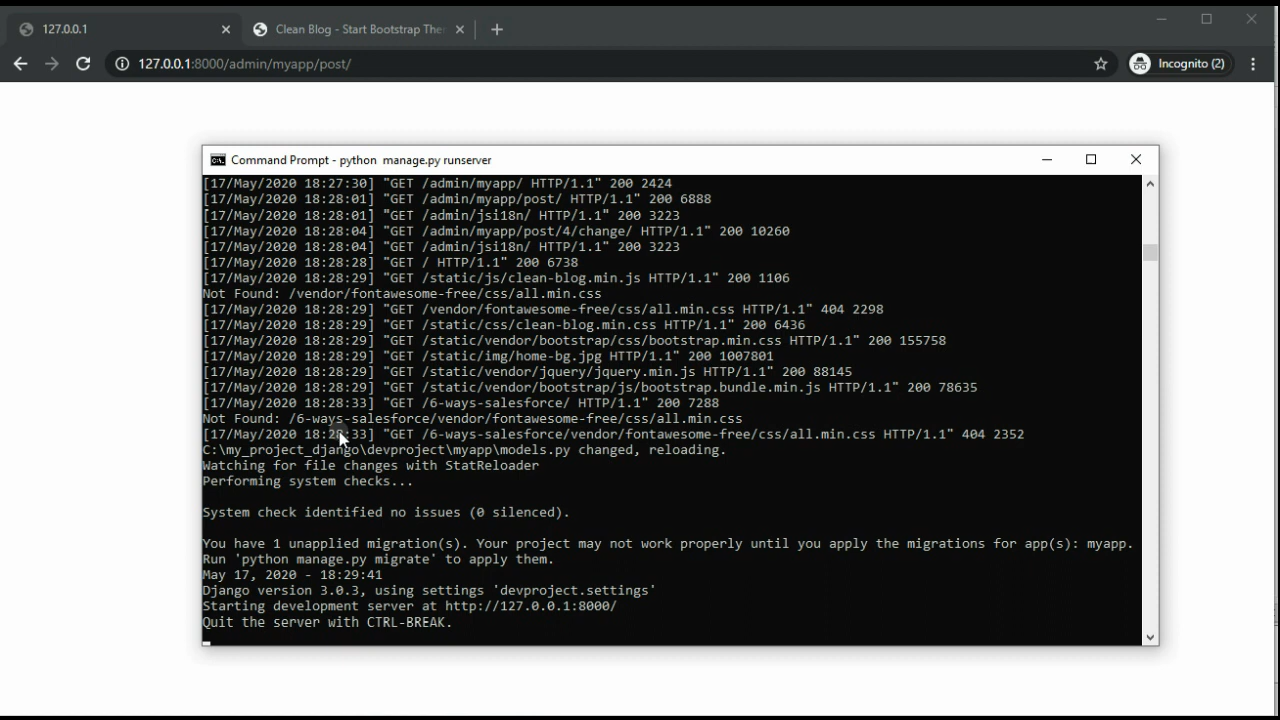 127.0.0.1
Clean Blog - Start Bootstrap The
127.0.0.1:8000/admin/myapp/post/
Incognito (2)
Command Prompt - python  manage.py runserver
[17/May/2020 18:27:30] "GET /admin/myapp/ HTTP/1.1" 200 2424
[17/May/2020 18:28:01] "GET /admin/myapp/post/ HTTP/1.1" 200 6888
[17/May/2020 18:28:01] "GET /admin/jsi18n/ HTTP/1.1" 200 3223
[17/May/2020 18:28:04] "GET /admin/myapp/post/4/change/ HTTP/1.1" 200 10260
[17/May/2020 18:28:04] "GET /admin/jsi18n/ HTTP/1.1" 200 3223
[17/May/2020 18:28:28] "GET / HTTP/1.1" 200 6738
[17/May/2020 18:28:29] "GET /static/js/clean-blog.min.js HTTP/1.1" 200 1106
Not Found: /vendor/fontawesome-free/css/all.min.css
[17/May/2020 18:28:29] "GET /vendor/fontawesome-free/css/all.min.css HTTP/1.1" 404 2298
[17/May/2020 18:28:29] "GET /static/css/clean-blog.min.css HTTP/1.1" 200 6436
[17/May/2020 18:28:29] "GET /static/vendor/bootstrap/css/bootstrap.min.css HTTP/1.1" 200 155758
[17/May/2020 18:28:29] "GET /static/img/home-bg.jpg HTTP/1.1" 200 1007801
[17/May/2020 18:28:29] "GET /static/vendor/jquery/jquery.min.js HTTP/1.1" 200 88145
[17/May/2020 18:28:29] "GET /static/vendor/bootstrap/js/bootstrap.bundle.min.js HTTP/1.1" 200 78635
[17/May/2020 18:28:33] "GET /6-ways-salesforce/ HTTP/1.1" 200 7288
Not Found: /6-ways-salesforce/vendor/fontawesome-free/css/all.min.css
[17/May/2020 18:28:33] "GET /6-ways-salesforce/vendor/fontawesome-free/css/all.min.css HTTP/1.1" 404 2352
C:\my_project_django\devproject\myapp\models.py changed, reloading.
Watching for file changes with StatReloader
Performing system checks...
System check identified no issues (0 silenced).
You have 1 unapplied migration(s). Your project may not work properly until you apply the migrations for app(s): myapp.
Run 'python manage.py migrate' to apply them.
May 17, 2020 - 18:29:41
Django version 3.0.3, using settings 'devproject.settings'
Starting development server at http://127.0.0.1:8000/
Quit the server with CTRL-BREAK.